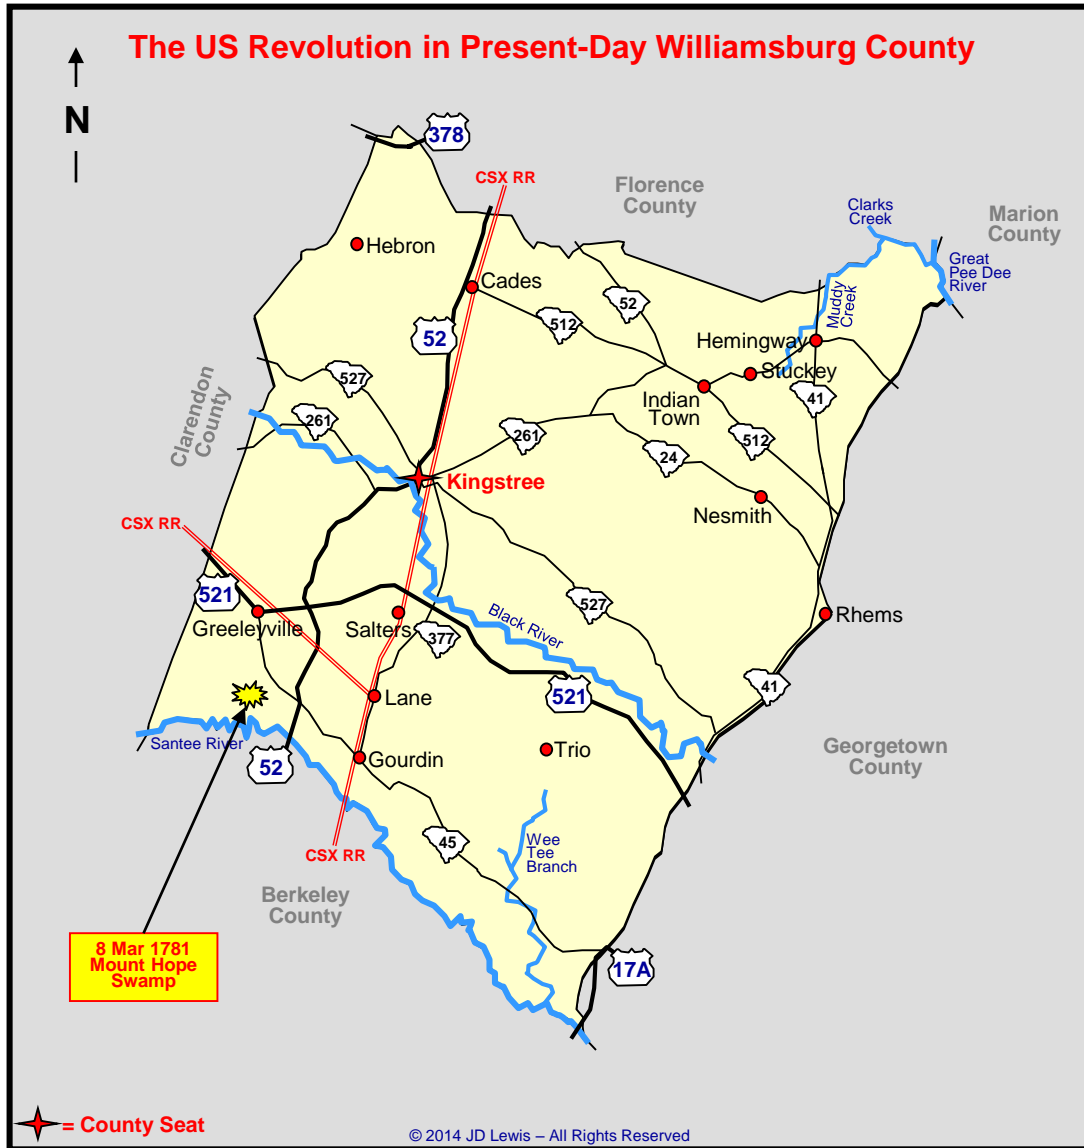 The US Revolution in Present-Day Williamsburg County
N
378
CSX RR
Florence
County
Clarks
Creek
Marion
County
Great
Pee Dee
River
Hebron
Cades
52
512
52
Muddy
Creek
Hemingway
Stuckey
Indian
Town
41
527
261
Clarendon
County
261
24
512
Kingstree
Nesmith
CSX RR
521
Greeleyville
Salters
377
Black River
527
Rhems
41
Lane
521
Santee River
52
Gourdin
Trio
Georgetown
County
45
Wee
Tee
Branch
CSX RR
Berkeley
County
8 Mar 1781
Mount Hope
Swamp
17A
= County Seat
© 2014 JD Lewis – All Rights Reserved